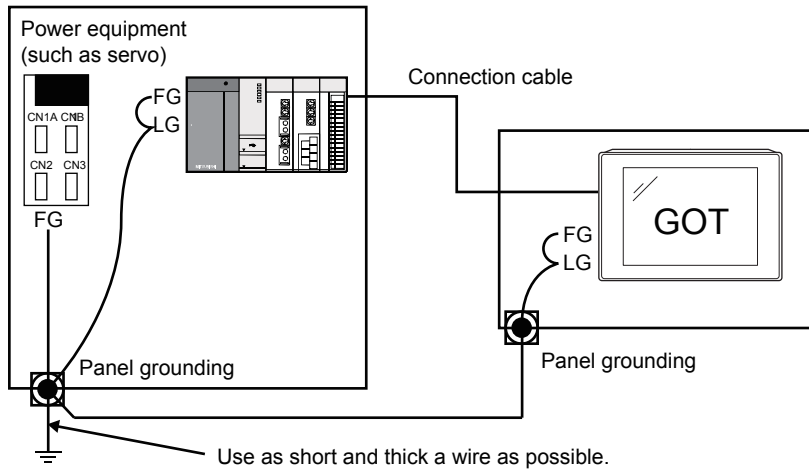 Power equipment
(such as servo)
CN1A CN1B
CN2 CN3
FG
FG
LG
Connection cable
GOT
FG
LG
Panel grounding
Panel grounding
Use as short and thick a wire as possible.